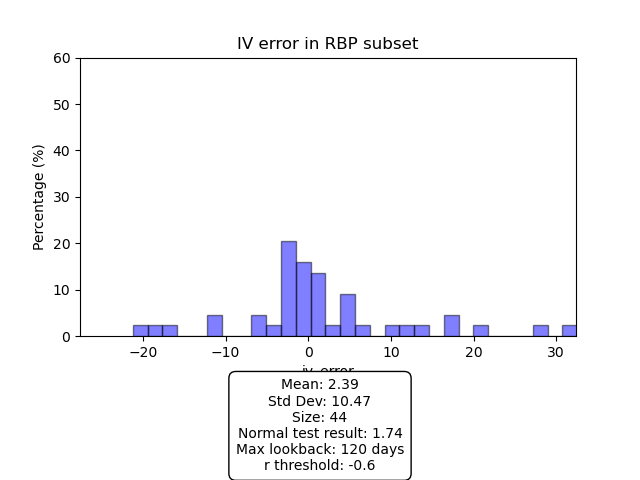 IV error in RBP subset
Percentage (%)
60
50
40
30
20
10
0
−20
−10
0
10
20
30
iv_error
Mean: 2.39
Std Dev: 10.47
Size: 44
Normal test result: 1.74
Max lookback: 120 days
r threshold: -0.6